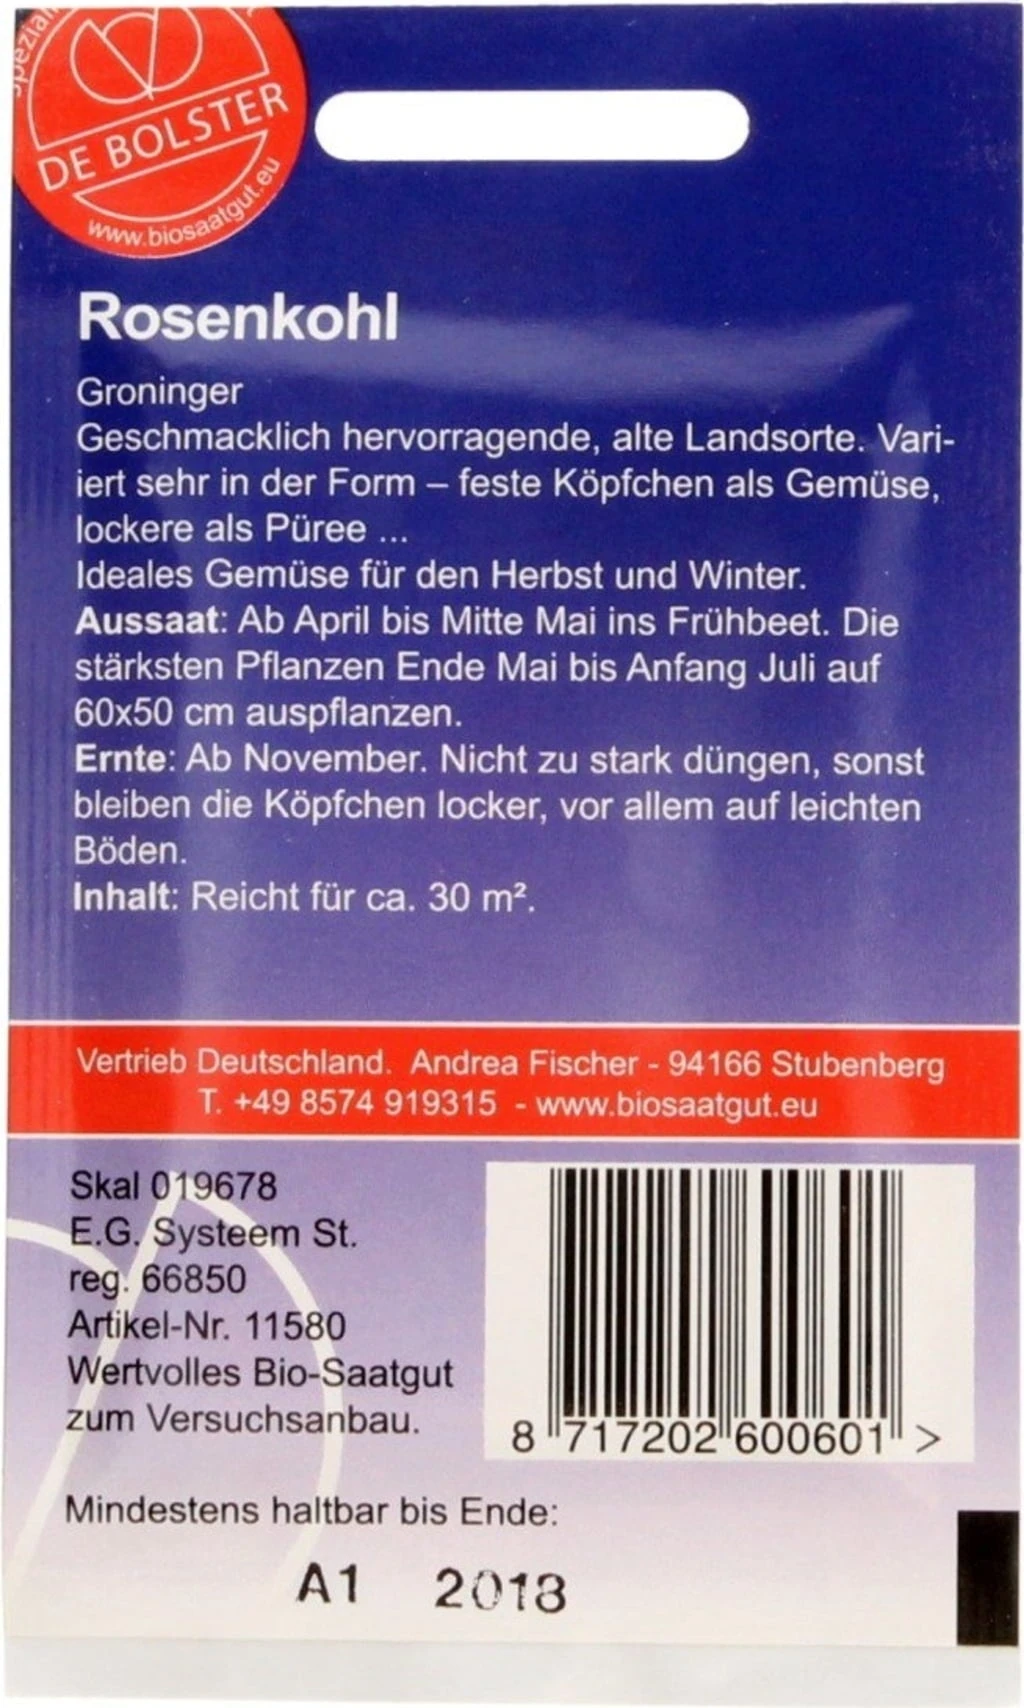 DE BOLSTER
www.biosaatgut.eu
Rosenkohl
Groninger
Geschmacklich hervorragende, alte Landsorte. Vari-
iert sehr in der Form – feste Köpfchen als Gemüse,
lockere als Püree ...
Ideales Gemüse für den Herbst und Winter.
Aussaat: Ab April bis Mitte Mai ins Frühbeet. Die
stärksten Pflanzen Ende Mai bis Anfang Juli auf
60x50 cm auspflanzen.
Ernte: Ab November. Nicht zu stark düngen, sonst
bleiben die Köpfchen locker, vor allem auf leichten
Böden.
Inhalt: Reicht für ca. 30 m².
Vertrieb Deutschland. Andrea Fischer - 94166 Stubenberg
T. +49 8574 919315 - www.biosaatgut.eu
Skal 019678
E.G. Systeem St.
reg. 66850
Artikel-Nr. 11580
Wertvolles Bio-Saatgut
zum Versuchsanbau.
8 717202 600601 >
Mindestens haltbar bis Ende:
A1 2018